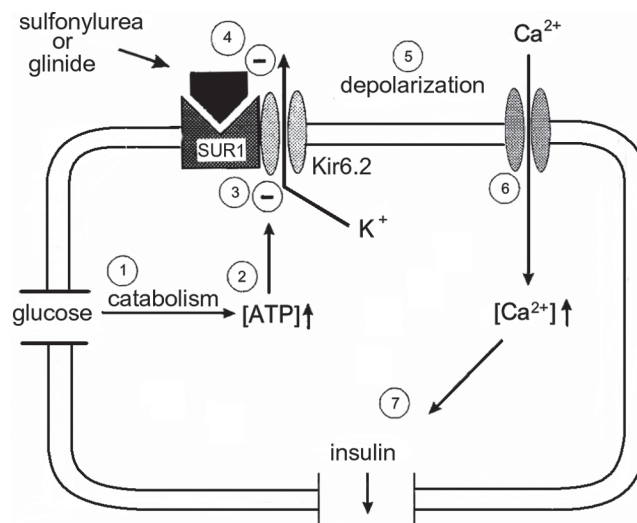 sulfonylurea
or
glinide
4
−
5
depolarization
Ca²⁺
SUR1
Kir6.2
3
−
6
K⁺
1
2
catabolism
glucose
[ATP]
[Ca²⁺]
7
insulin